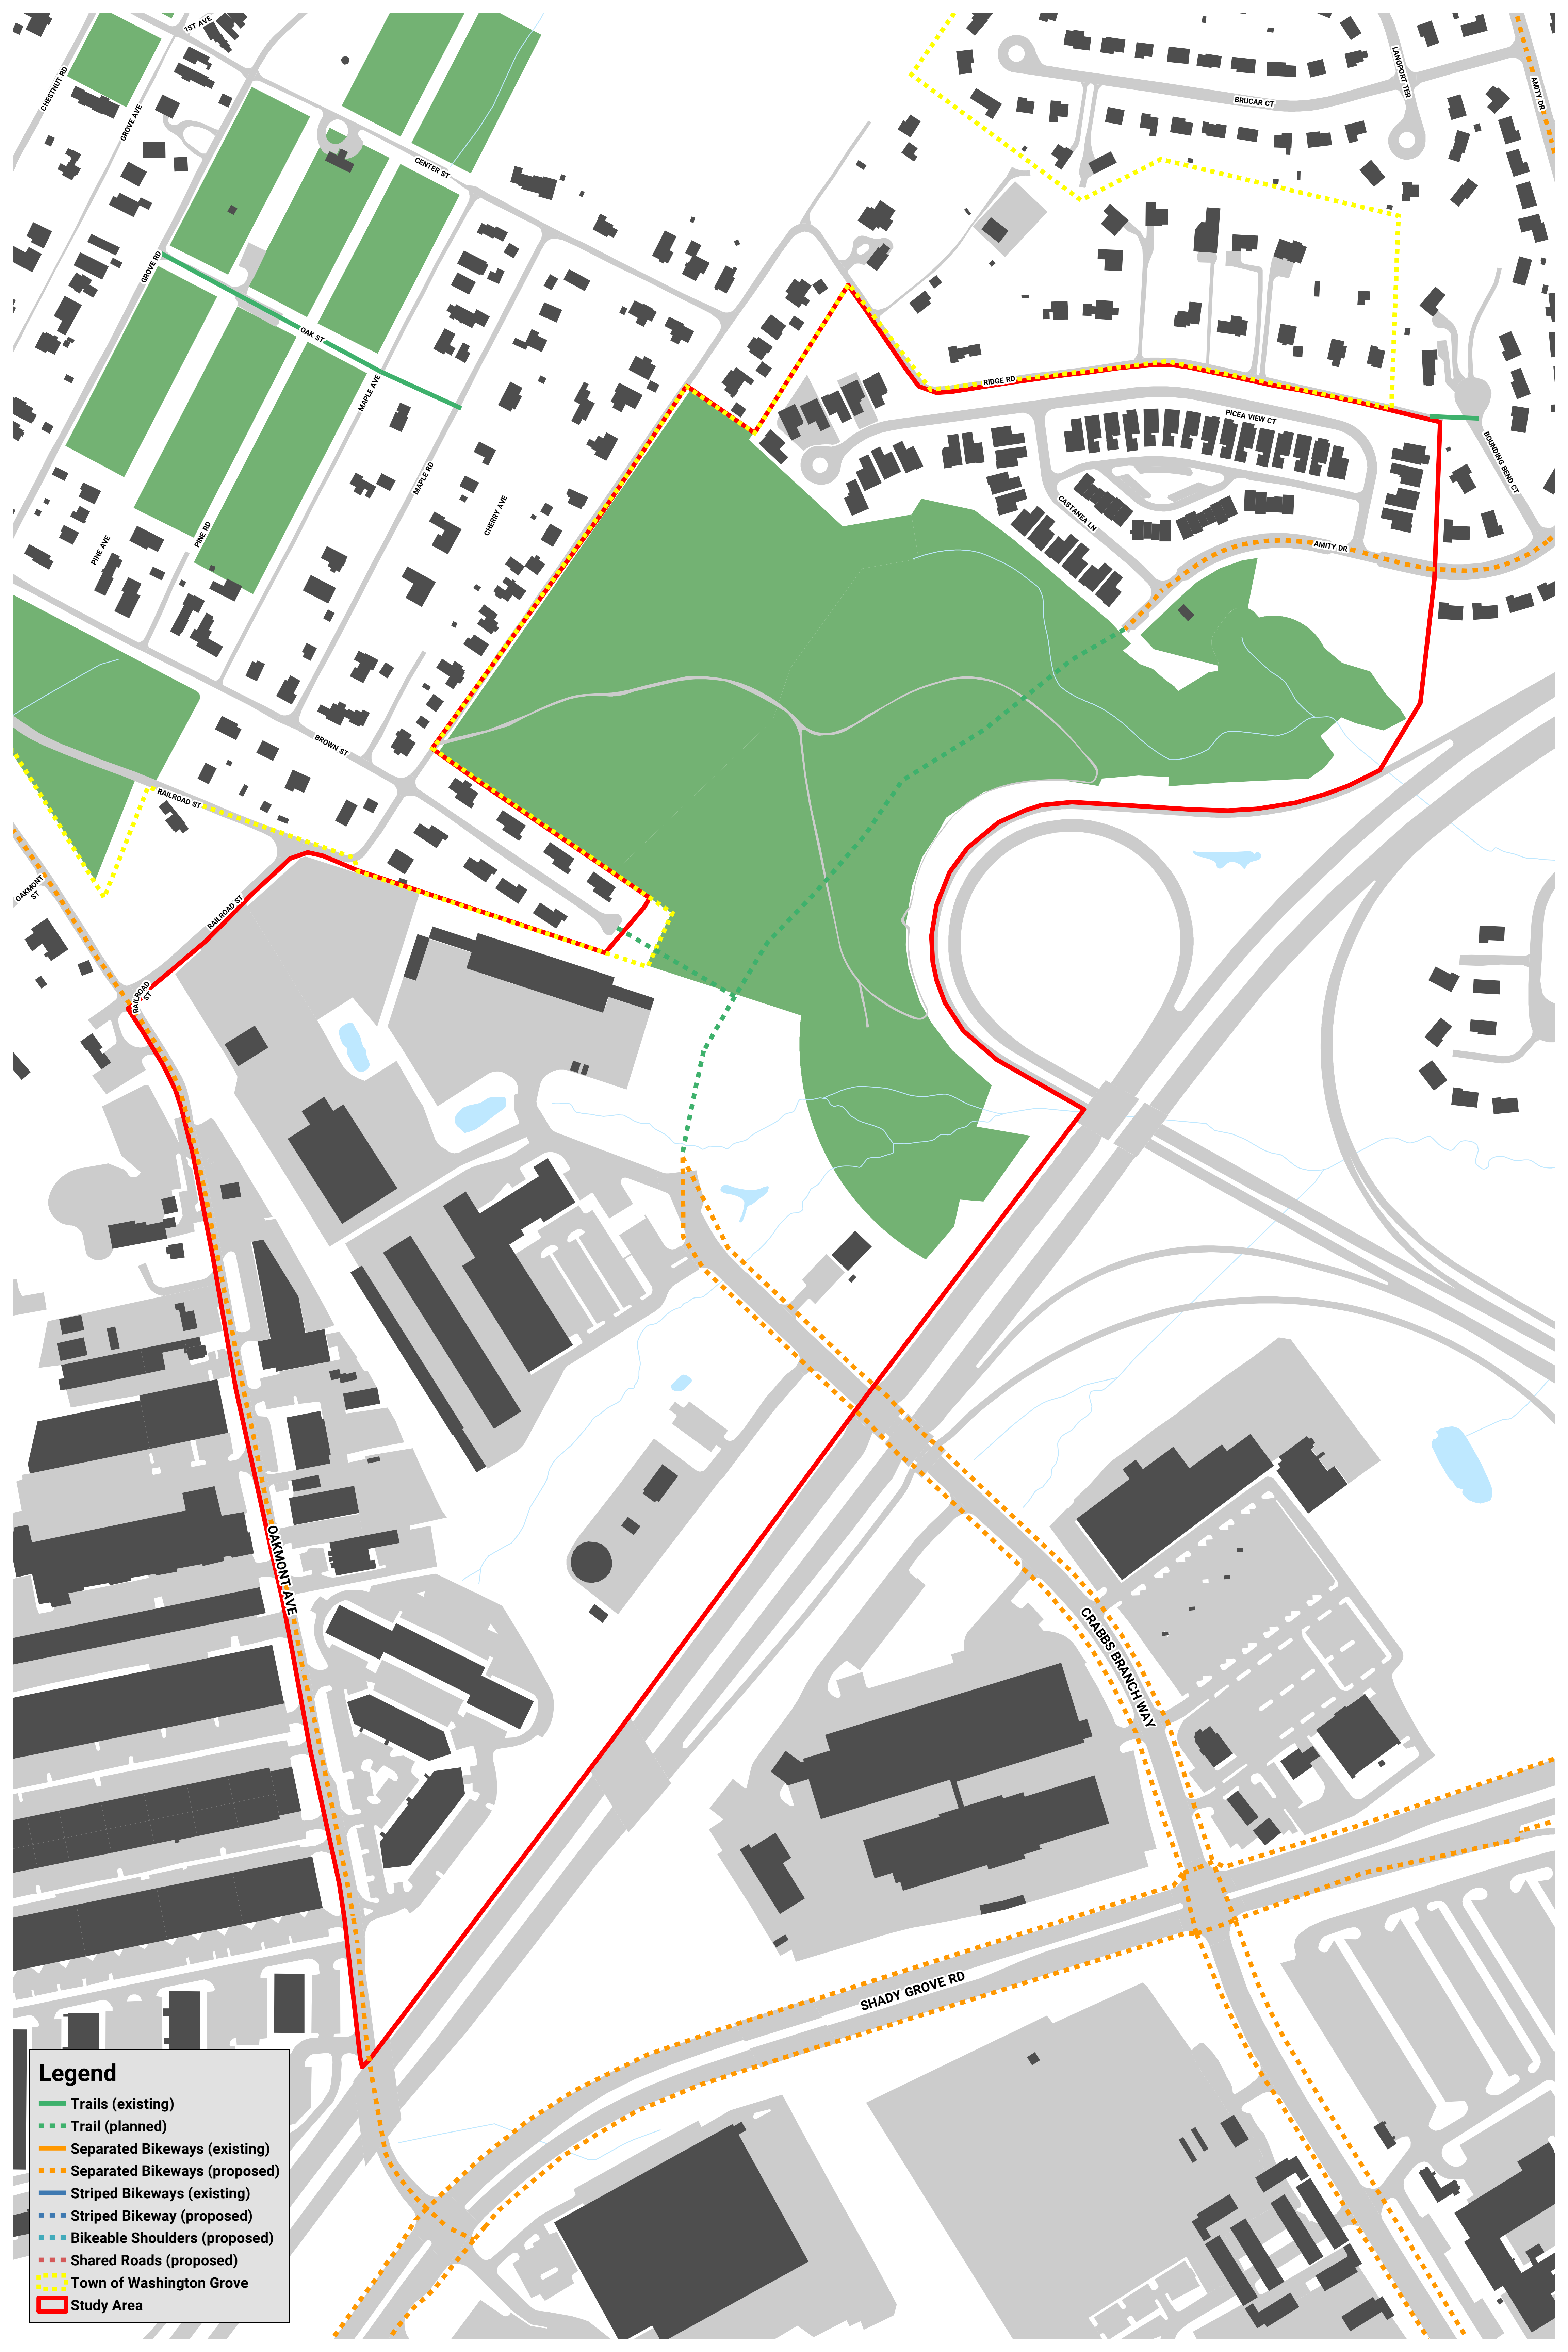 1ST AVE
CHESTNUT RD
GROVE AVE
CENTER ST
LANGPORT TER
AMITY DR
BRUCAR CT
GROVE RD
OAK ST
MAPLE AVE
RIDGE RD
PICEA VIEW CT
BOUNDING BEND CT
MAPLE RD
CHERRY AVE
CASTANEA LN
PINE RD
PINE AVE
AMITY DR
BROWN ST
RAILROAD ST
OAKMONT
ST
RAILROAD ST
RAILROAD
ST
OAKMONT AVE
CRABBS BRANCH WAY
SHADY GROVE RD
Legend
Trails (existing)
Trail (planned)
Separated Bikeways (existing)
Separated Bikeways (proposed)
Striped Bikeways (existing)
Striped Bikeway (proposed)
Bikeable Shoulders (proposed)
Shared Roads (proposed)
Town of Washington Grove
Study Area